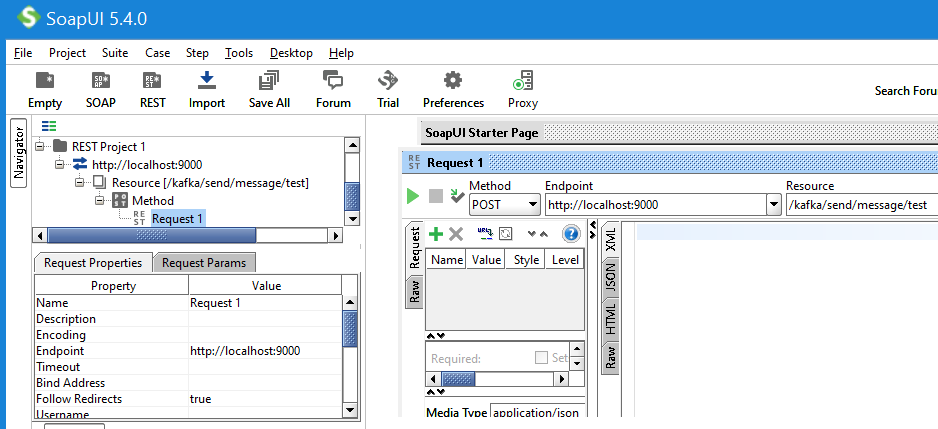 SoapUI 5.4.0
File Project Suite Case Step Tools Desktop Help
Empty SOAP REST Import Save All Forum Trial Preferences Proxy
Search Foru
Navigator
REST Project 1
http://localhost:9000
Resource [/kafka/send/message/test]
Method
REST Request 1
Request Properties Request Params
Property Value
Name Request 1
Description
Encoding
Endpoint http://localhost:9000
Timeout
Bind Address
Follow Redirects true
Username
SoapUI Starter Page
REST Request 1
Method Endpoint Resource
POST http://localhost:9000 /kafka/send/message/test
Request
Raw
Name Value Style Level
Required: Set
Media Type application/json
XML
JSON
HTML
Raw